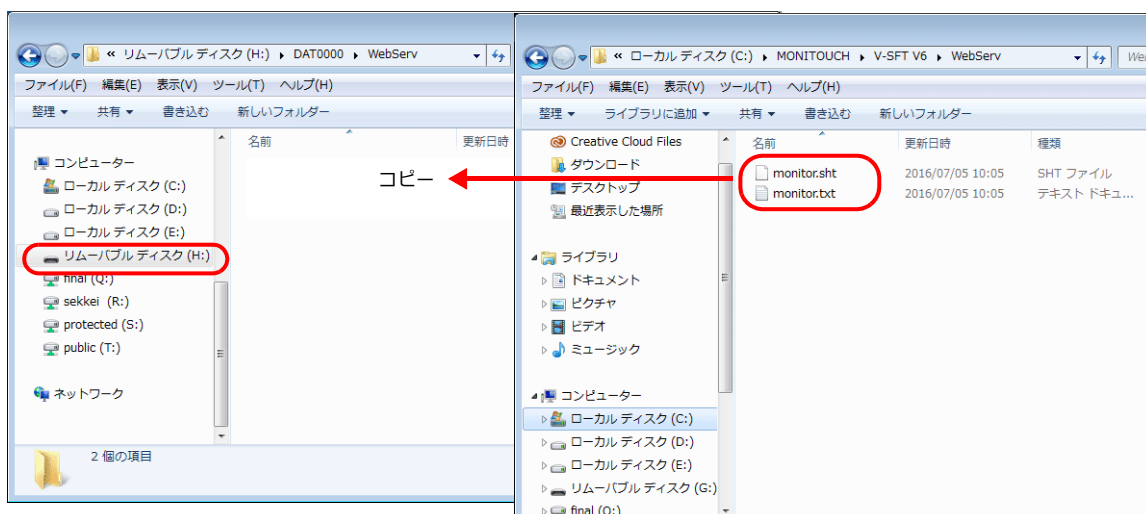 « リムーバブル ディスク (H:) ▸ DAT0000 ▸ WebServ
ファイル(F) 編集(E) 表示(V) ツール(T) ヘルプ(H)
整理 ▼ 共有 ▼ 書き込む 新しいフォルダー
名前 更新日時
コンピューター
ローカル ディスク (C:)
ローカル ディスク (D:)
ローカル ディスク (E:)
リムーバブル ディスク (H:)
final (Q:)
sekkei (R:)
protected (S:)
public (T:)
ネットワーク
2 個の項目
コピー
« ローカル ディスク (C:) ▸ MONITOUCH ▸ V-SFT V6 ▸ WebServ
ファイル(F) 編集(E) 表示(V) ツール(T) ヘルプ(H)
整理 ▼ ライブラリに追加 ▼ 共有 ▼ 書き込む 新しいフォルダー
名前 更新日時 種類
monitor.sht 2016/07/05 10:05 SHT ファイル
monitor.txt 2016/07/05 10:05 テキスト ドキュ...
Creative Cloud Files
ダウンロード
デスクトップ
最近表示した場所
ライブラリ
ドキュメント
ピクチャ
ビデオ
ミュージック
コンピューター
ローカル ディスク (C:)
ローカル ディスク (D:)
ローカル ディスク (E:)
リムーバブル ディスク (G:)
final (Q:)